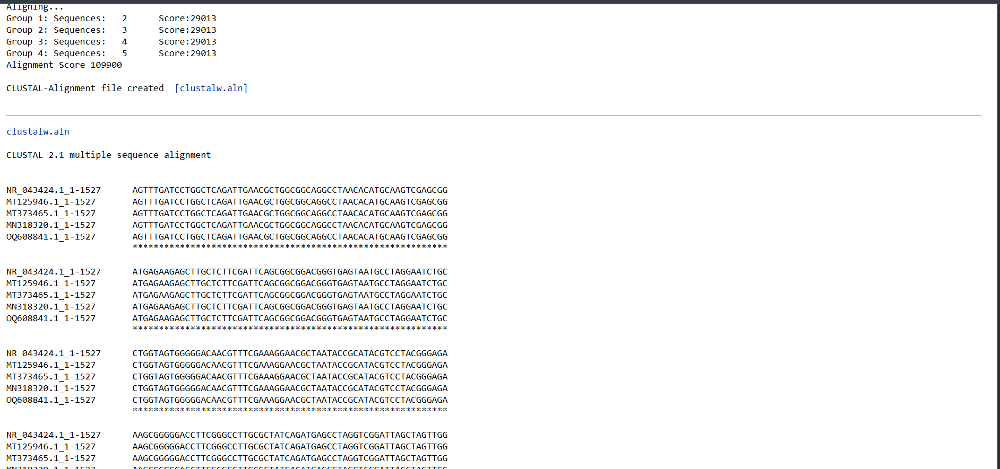 Aligning...
Group 1: Sequences:   2      Score:29013
Group 2: Sequences:   3      Score:29013
Group 3: Sequences:   4      Score:29013
Group 4: Sequences:   5      Score:29013
Alignment Score 109900
CLUSTAL-Alignment file created  [clustalw.aln]
clustalw.aln
CLUSTAL 2.1 multiple sequence alignment
NR_043424.1_1-1527      AGTTTGATCCTGGCTCAGATTGAACGCTGGCGGCAGGCCTAACACATGCAAGTCGAGCGG
MT125946.1_1-1527       AGTTTGATCCTGGCTCAGATTGAACGCTGGCGGCAGGCCTAACACATGCAAGTCGAGCGG
MT373465.1_1-1527       AGTTTGATCCTGGCTCAGATTGAACGCTGGCGGCAGGCCTAACACATGCAAGTCGAGCGG
MN318320.1_1-1527       AGTTTGATCCTGGCTCAGATTGAACGCTGGCGGCAGGCCTAACACATGCAAGTCGAGCGG
OQ608841.1_1-1527       AGTTTGATCCTGGCTCAGATTGAACGCTGGCGGCAGGCCTAACACATGCAAGTCGAGCGG
************************************************************
NR_043424.1_1-1527      ATGAGAAGAGCTTGCTCTTCGATTCAGCGGCGGACGGGTGAGTAATGCCTAGGAATCTGC
MT125946.1_1-1527       ATGAGAAGAGCTTGCTCTTCGATTCAGCGGCGGACGGGTGAGTAATGCCTAGGAATCTGC
MT373465.1_1-1527       ATGAGAAGAGCTTGCTCTTCGATTCAGCGGCGGACGGGTGAGTAATGCCTAGGAATCTGC
MN318320.1_1-1527       ATGAGAAGAGCTTGCTCTTCGATTCAGCGGCGGACGGGTGAGTAATGCCTAGGAATCTGC
OQ608841.1_1-1527       ATGAGAAGAGCTTGCTCTTCGATTCAGCGGCGGACGGGTGAGTAATGCCTAGGAATCTGC
************************************************************
NR_043424.1_1-1527      CTGGTAGTGGGGGACAACGTTTCGAAAGGAACGCTAATACCGCATACGTCCTACGGGAGA
MT125946.1_1-1527       CTGGTAGTGGGGGACAACGTTTCGAAAGGAACGCTAATACCGCATACGTCCTACGGGAGA
MT373465.1_1-1527       CTGGTAGTGGGGGACAACGTTTCGAAAGGAACGCTAATACCGCATACGTCCTACGGGAGA
MN318320.1_1-1527       CTGGTAGTGGGGGACAACGTTTCGAAAGGAACGCTAATACCGCATACGTCCTACGGGAGA
OQ608841.1_1-1527       CTGGTAGTGGGGGACAACGTTTCGAAAGGAACGCTAATACCGCATACGTCCTACGGGAGA
************************************************************
NR_043424.1_1-1527      AAGCGGGGGACCTTCGGGCCTTGCGCTATCAGATGAGCCTAGGTCGGATTAGCTAGTTGG
MT125946.1_1-1527       AAGCGGGGGACCTTCGGGCCTTGCGCTATCAGATGAGCCTAGGTCGGATTAGCTAGTTGG
MT373465.1_1-1527       AAGCGGGGGACCTTCGGGCCTTGCGCTATCAGATGAGCCTAGGTCGGATTAGCTAGTTGG